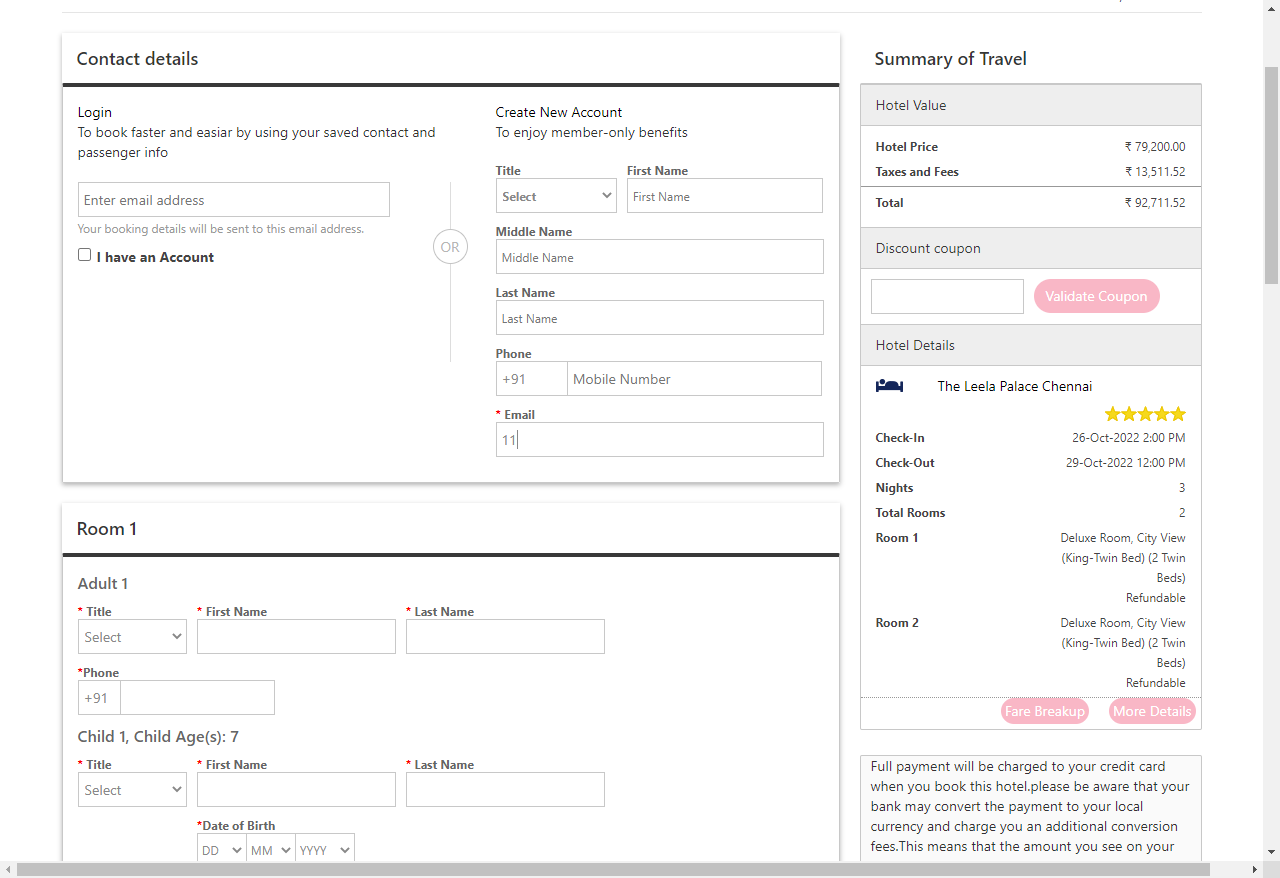 Contact details
Login
To book faster and easiar by using your saved contact and
passenger info
Enter email address
Your booking details will be sent to this email address.
I have an Account
OR
Create New Account
To enjoy member-only benefits
Title First Name
Select First Name
Middle Name
Middle Name
Last Name
Last Name
Phone
+91 Mobile Number
* Email
11
Room 1
Adult 1
* Title * First Name * Last Name
Select
*Phone
+91
Child 1, Child Age(s): 7
* Title * First Name * Last Name
Select
*Date of Birth
DD MM YYYY
Summary of Travel
Hotel Value
Hotel Price ₹ 79,200.00
Taxes and Fees ₹ 13,511.52
Total ₹ 92,711.52
Discount coupon
Validate Coupon
Hotel Details
The Leela Palace Chennai
Check-In 26-Oct-2022 2:00 PM
Check-Out 29-Oct-2022 12:00 PM
Nights 3
Total Rooms 2
Room 1 Deluxe Room, City View
(King-Twin Bed) (2 Twin
Beds)
Refundable
Room 2 Deluxe Room, City View
(King-Twin Bed) (2 Twin
Beds)
Refundable
Fare Breakup More Details
Full payment will be charged to your credit card
when you book this hotel.please be aware that your
bank may convert the payment to your local
currency and charge you an additional conversion
fees.This means that the amount you see on your